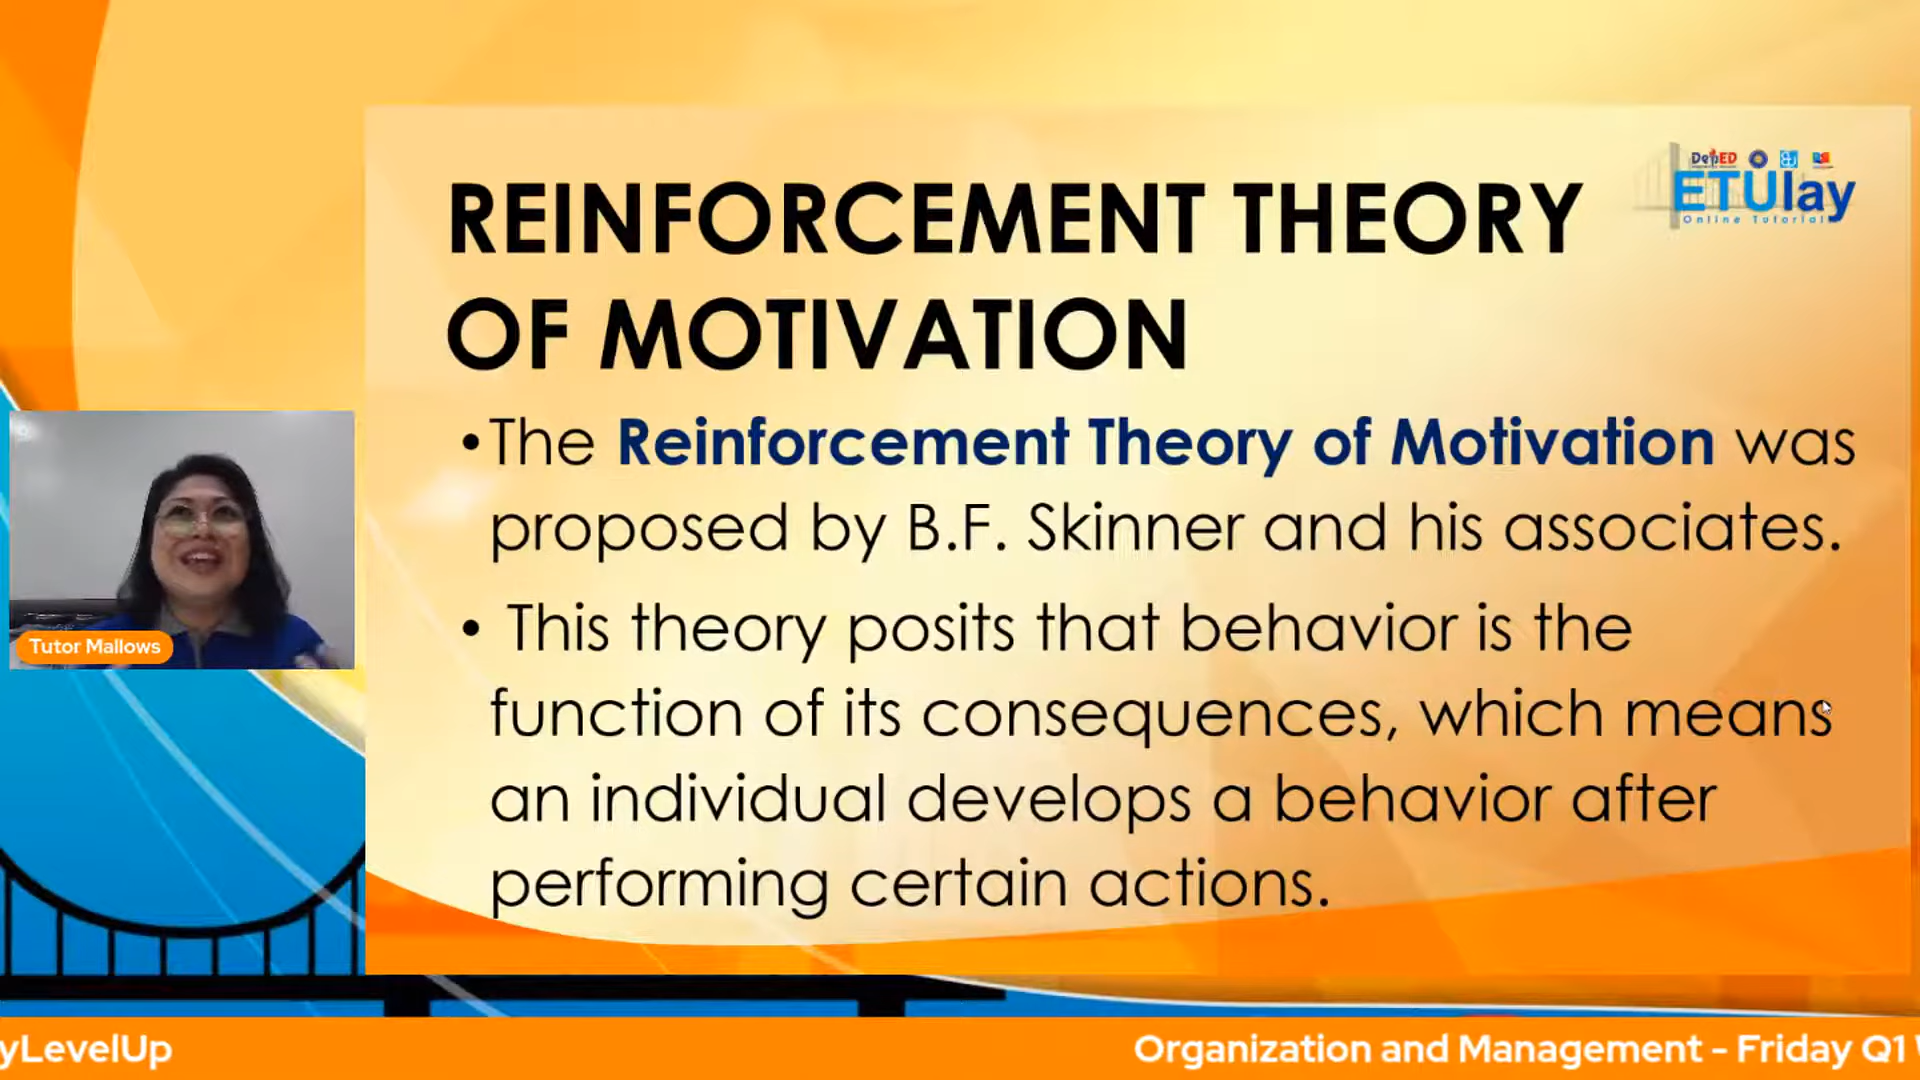 DepED
ETUlay
Online Tutorial
REINFORCEMENT THEORY
OF MOTIVATION
•The Reinforcement Theory of Motivation was
proposed by B.F. Skinner and his associates.
• This theory posits that behavior is the
function of its consequences, which means
an individual develops a behavior after
performing certain actions.
Tutor Mallows
yLevelUp
Organization and Management - Friday Q1